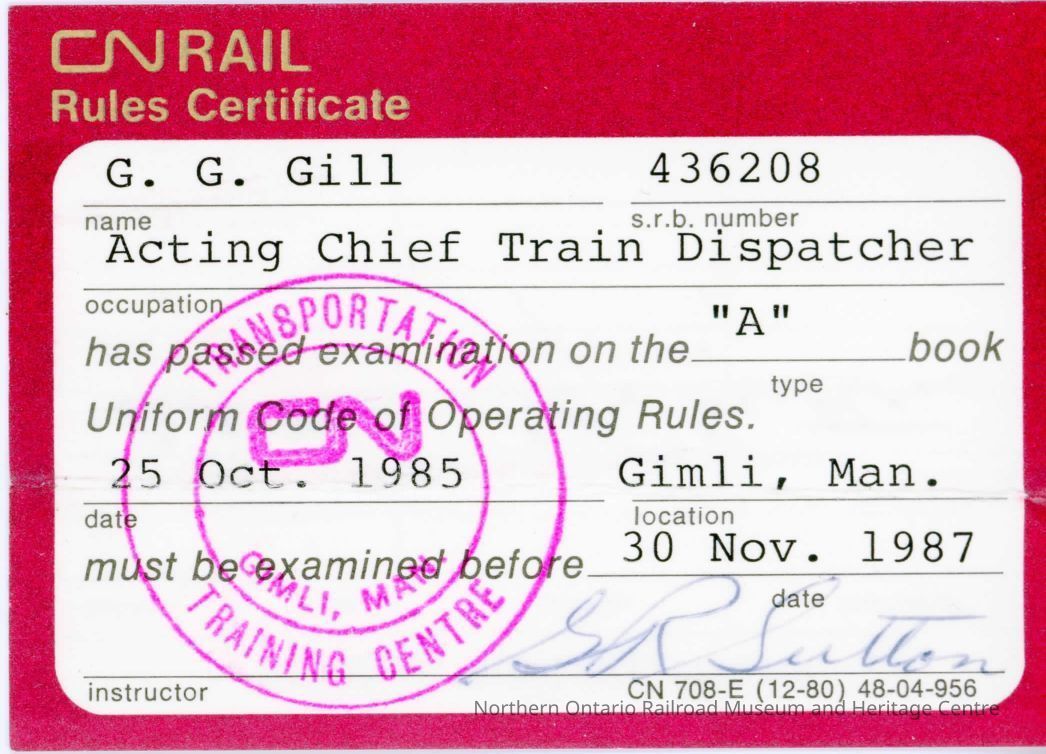 CN RAIL
Rules Certificate
G. G. Gill 436208
name s.r.b. number
Acting Chief Train Dispatcher
occupation
"A"
has passed examination on the book
type
Uniform Code of Operating Rules.
25 Oct. 1985 Gimli, Man.
date location
30 Nov. 1987
must be examined before
date
TRANSPORTATION
CN
GIMLI, MAN
TRAINING CENTRE
GR Sutton
instructor CN 708-E (12-80) 48-04-956
Northern Ontario Railroad Museum and Heritage Centre